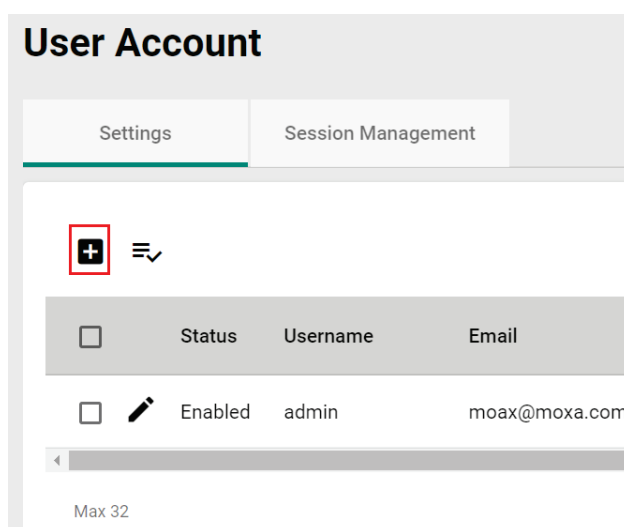 User Account
Settings Session Management
Status Username Email
Enabled admin moax@moxa.com
Max 32